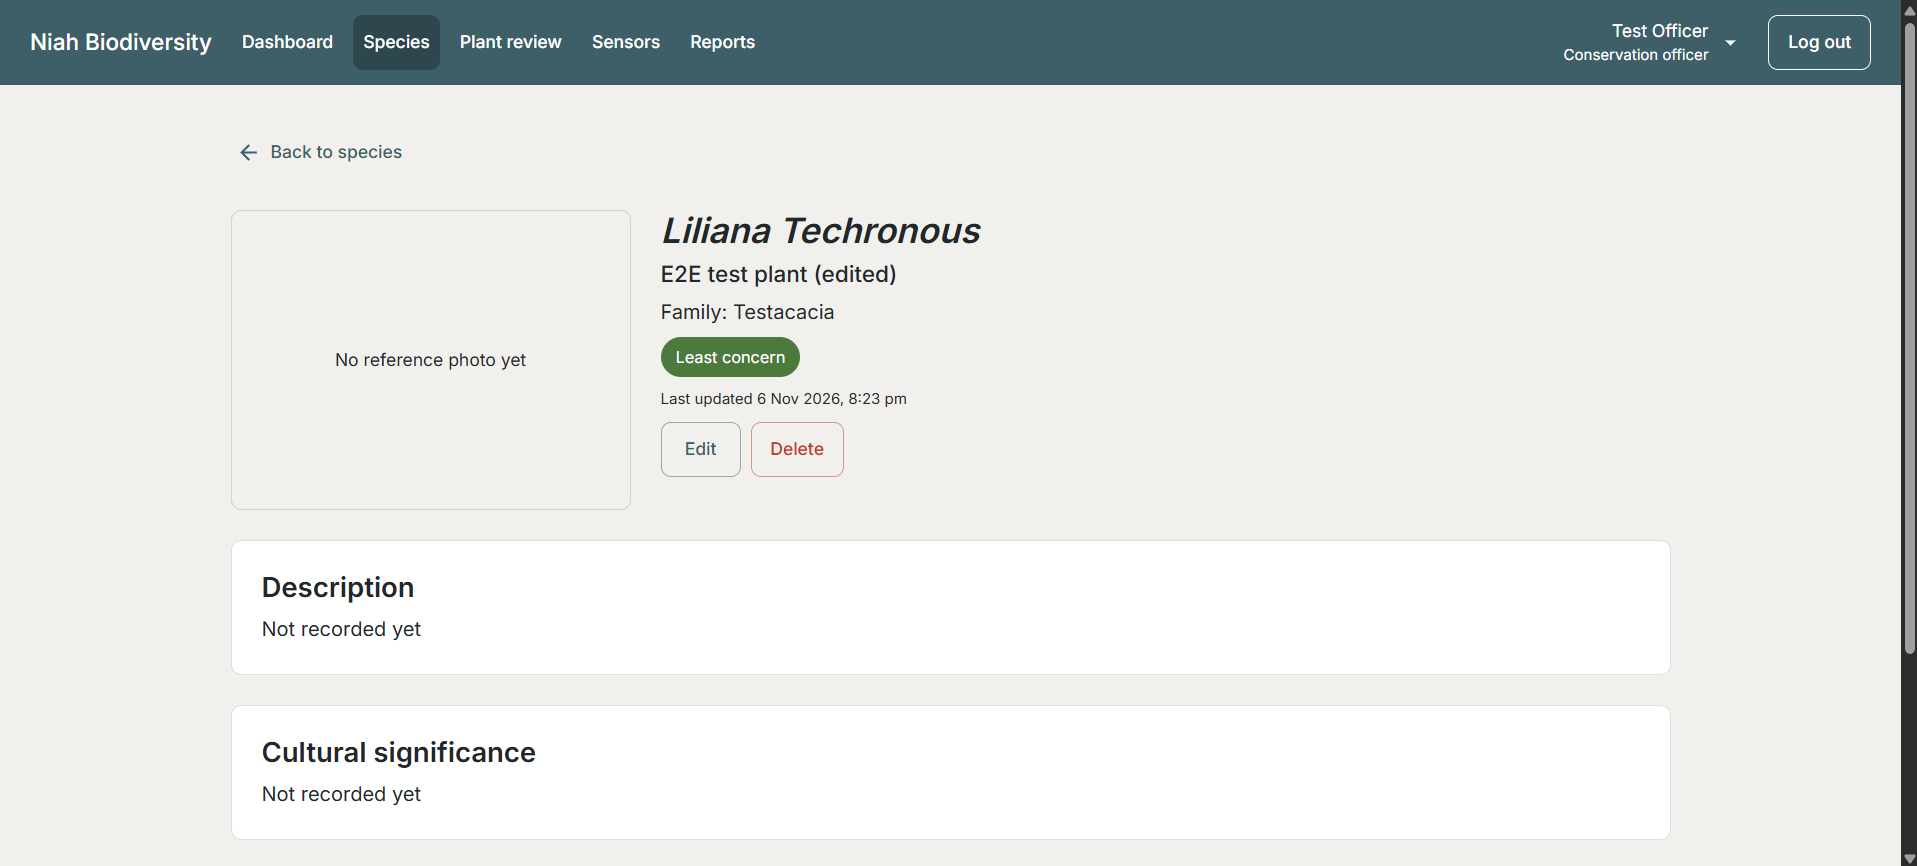 Niah Biodiversity Dashboard Species Plant review Sensors Reports
Test Officer
Conservation officer
Log out
Back to species
No reference photo yet
Liliana Techronous
E2E test plant (edited)
Family: Testacacia
Least concern
Last updated 6 Nov 2026, 8:23 pm
Edit Delete
Description
Not recorded yet
Cultural significance
Not recorded yet